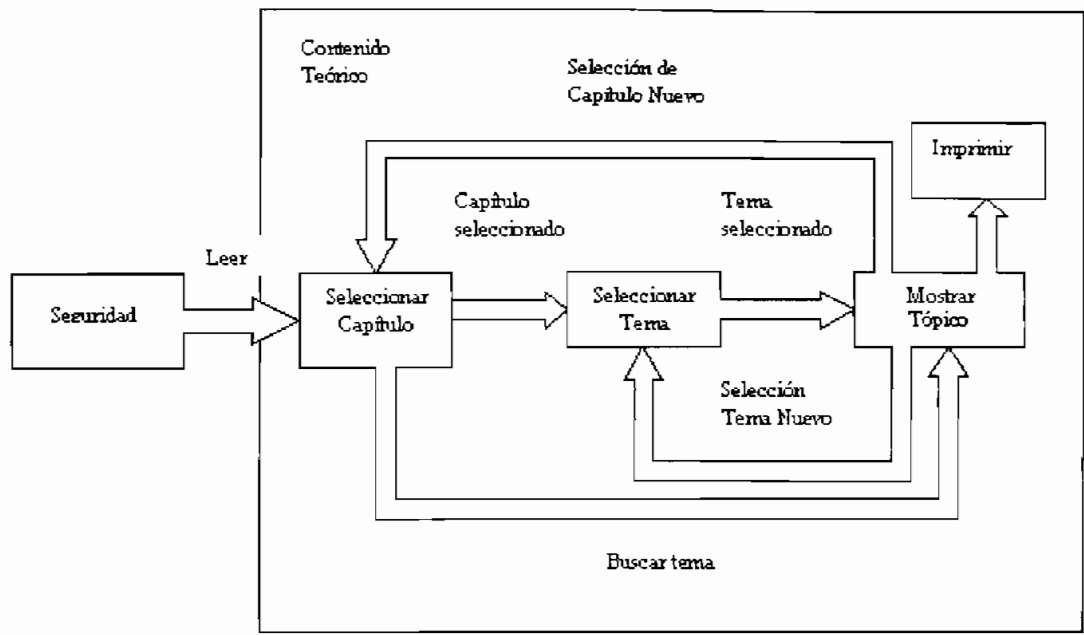 Contenido
Teórico
Selección de
Capítulo Nuevo
Imprimir
Capítulo
seleccionado
Tema
seleccionado
Leer
Seguridad
Seleccionar
Capítulo
Seleccionar
Tema
Mostrar
Tópico
Selección
Tema Nuevo
Buscar tema